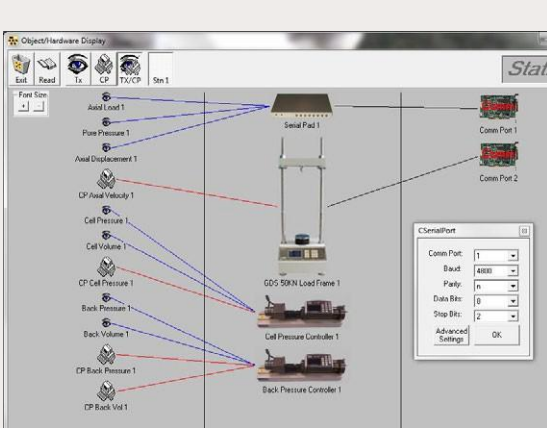 Object/Hardware Display
Exit
Read
Tx
CP
TX/CP
Stn 1
Stat
Font Size
+
-
Axial Load 1
Pore Pressure 1
Axial Displacement 1
CP Axial Velocity 1
Cell Pressure 1
Cell Volume 1
CP Cell Pressure 1
Back Pressure 1
Back Volume 1
CP Back Pressure 1
CP Back Vol 1
Serial Pad 1
GDS 50KN Load Frame 1
Cell Pressure Controller 1
Back Pressure Controller 1
Comm Port 1
Comm Port 2
CSerialPort
Comm Port: 1
Baud: 4800
Parity: n
Data Bits: 8
Stop Bits: 2
Advanced
Settings
OK